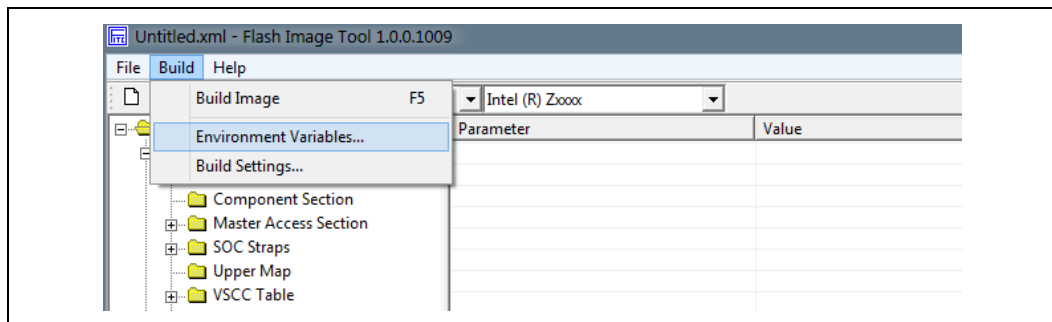 FITC Untitled.xml - Flash Image Tool 1.0.0.1009
File Build Help
Build Image F5
Intel (R) Zxxxx
Environment Variables...
Parameter Value
Build Settings...
Component Section
Master Access Section
SOC Straps
Upper Map
VSCC Table